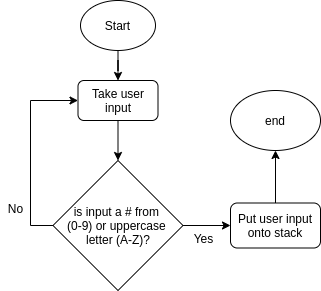 Start
Take user
input
is input a # from
(0-9) or uppercase
letter (A-Z)?
No
Yes
Put user input
onto stack
end